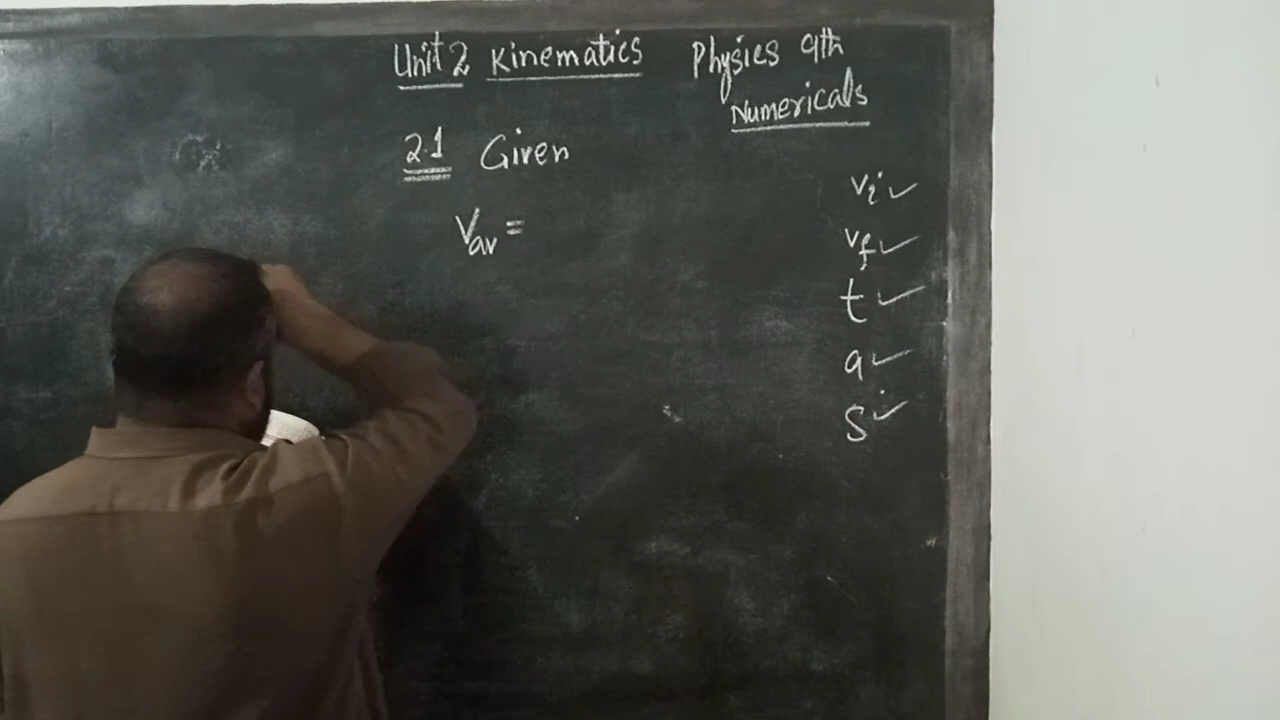 Unit 2 Kinematics Physics 9th
Numericals
2.1 Given
Vav =
vi ✓
vf ✓
t ✓
a ✓
S ✓